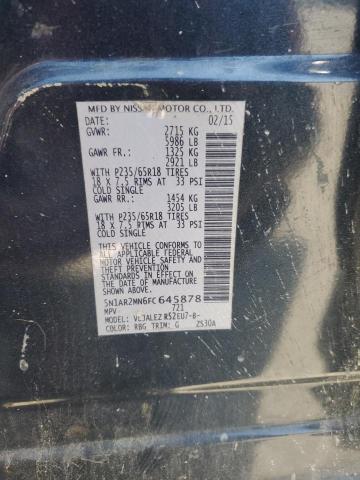 MFD BY NISSAN MOTOR CO., LTD.
DATE: 02/15
GVWR: 2715 KG
5986 LB
GAWR FR.: 1325 KG
2921 LB
WITH P235/65R18 TIRES
18 X 7.5 RIMS AT 33 PSI
COLD SINGLE
GAWR RR.: 1454 KG
3205 LB
WITH P235/65R18 TIRES
18 X 7.5 RIMS AT 33 PSI
COLD SINGLE
THIS VEHICLE CONFORMS TO ALL
APPLICABLE U.S. FEDERAL
MOTOR VEHICLE SAFETY
STANDARDS IN EFFECT ON THE
DATE OF MANUFACTURE
SHOWN ABOVE.
5N1AR2MN6FC645878
MPV 721
MODEL: R52EU7-B-
COLOR: RBG TRIM: G ZS30A